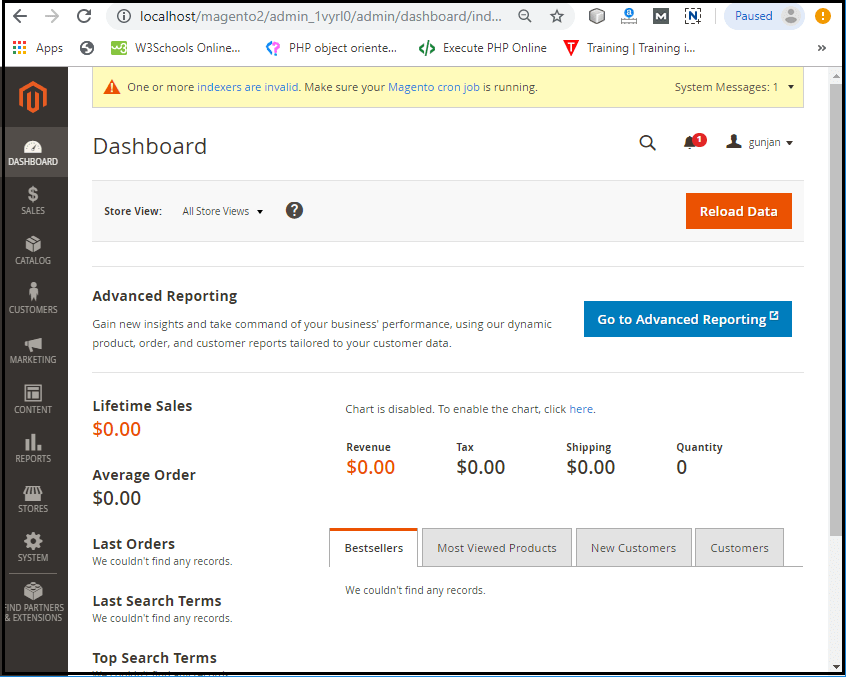 localhost/magento2/admin_1vyrl0/admin/dashboard/ind...
Paused
Apps
W3Schools Online...
PHP object oriente...
Execute PHP Online
Training | Training i...
One or more indexers are invalid. Make sure your Magento cron job is running.
System Messages: 1
Dashboard
1
gunjan
Store View:
All Store Views
Reload Data
Advanced Reporting
Gain new insights and take command of your business' performance, using our dynamic
product, order, and customer reports tailored to your customer data.
Go to Advanced Reporting
DASHBOARD
SALES
CATALOG
CUSTOMERS
MARKETING
CONTENT
REPORTS
STORES
SYSTEM
FIND PARTNERS
& EXTENSIONS
Lifetime Sales
$0.00
Average Order
$0.00
Last Orders
We couldn't find any records.
Last Search Terms
We couldn't find any records.
Top Search Terms
We couldn't find any records.
Chart is disabled. To enable the chart, click here.
Revenue Tax Shipping Quantity
$0.00 $0.00 $0.00 0
Bestsellers Most Viewed Products New Customers Customers
We couldn't find any records.